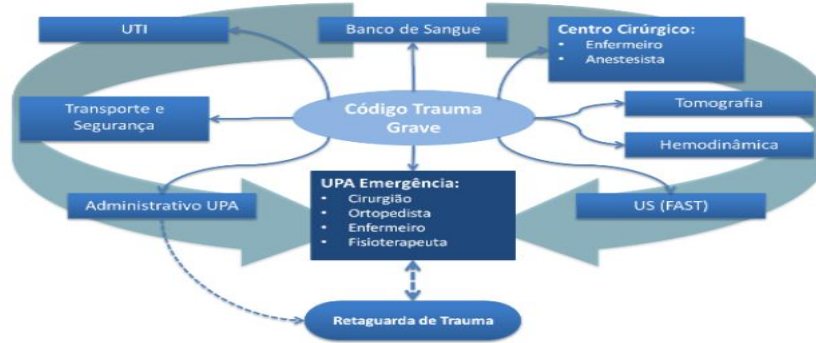 UTI
Banco de Sangue
Centro Cirúrgico:
• Enfermeiro
• Anestesista
Transporte e
Segurança
Código Trauma
Grave
Tomografia
Hemodinâmica
Administrativo UPA
UPA Emergência:
• Cirurgião
• Ortopedista
• Enfermeiro
• Fisioterapeuta
US (FAST)
Retaguarda de Trauma